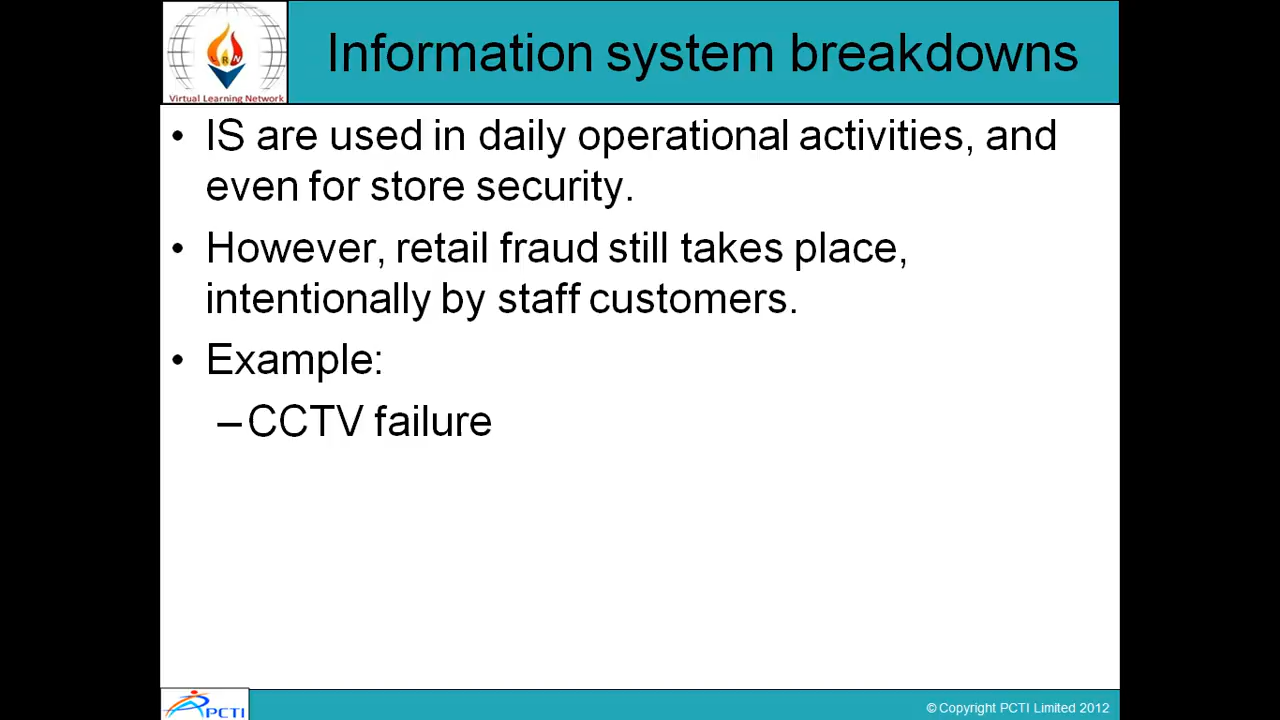 Information system breakdowns
Virtual Learning Network
• IS are used in daily operational activities, and
even for store security.
• However, retail fraud still takes place,
intentionally by staff customers.
• Example:
–CCTV failure
PCTI
© Copyright PCTI Limited 2012